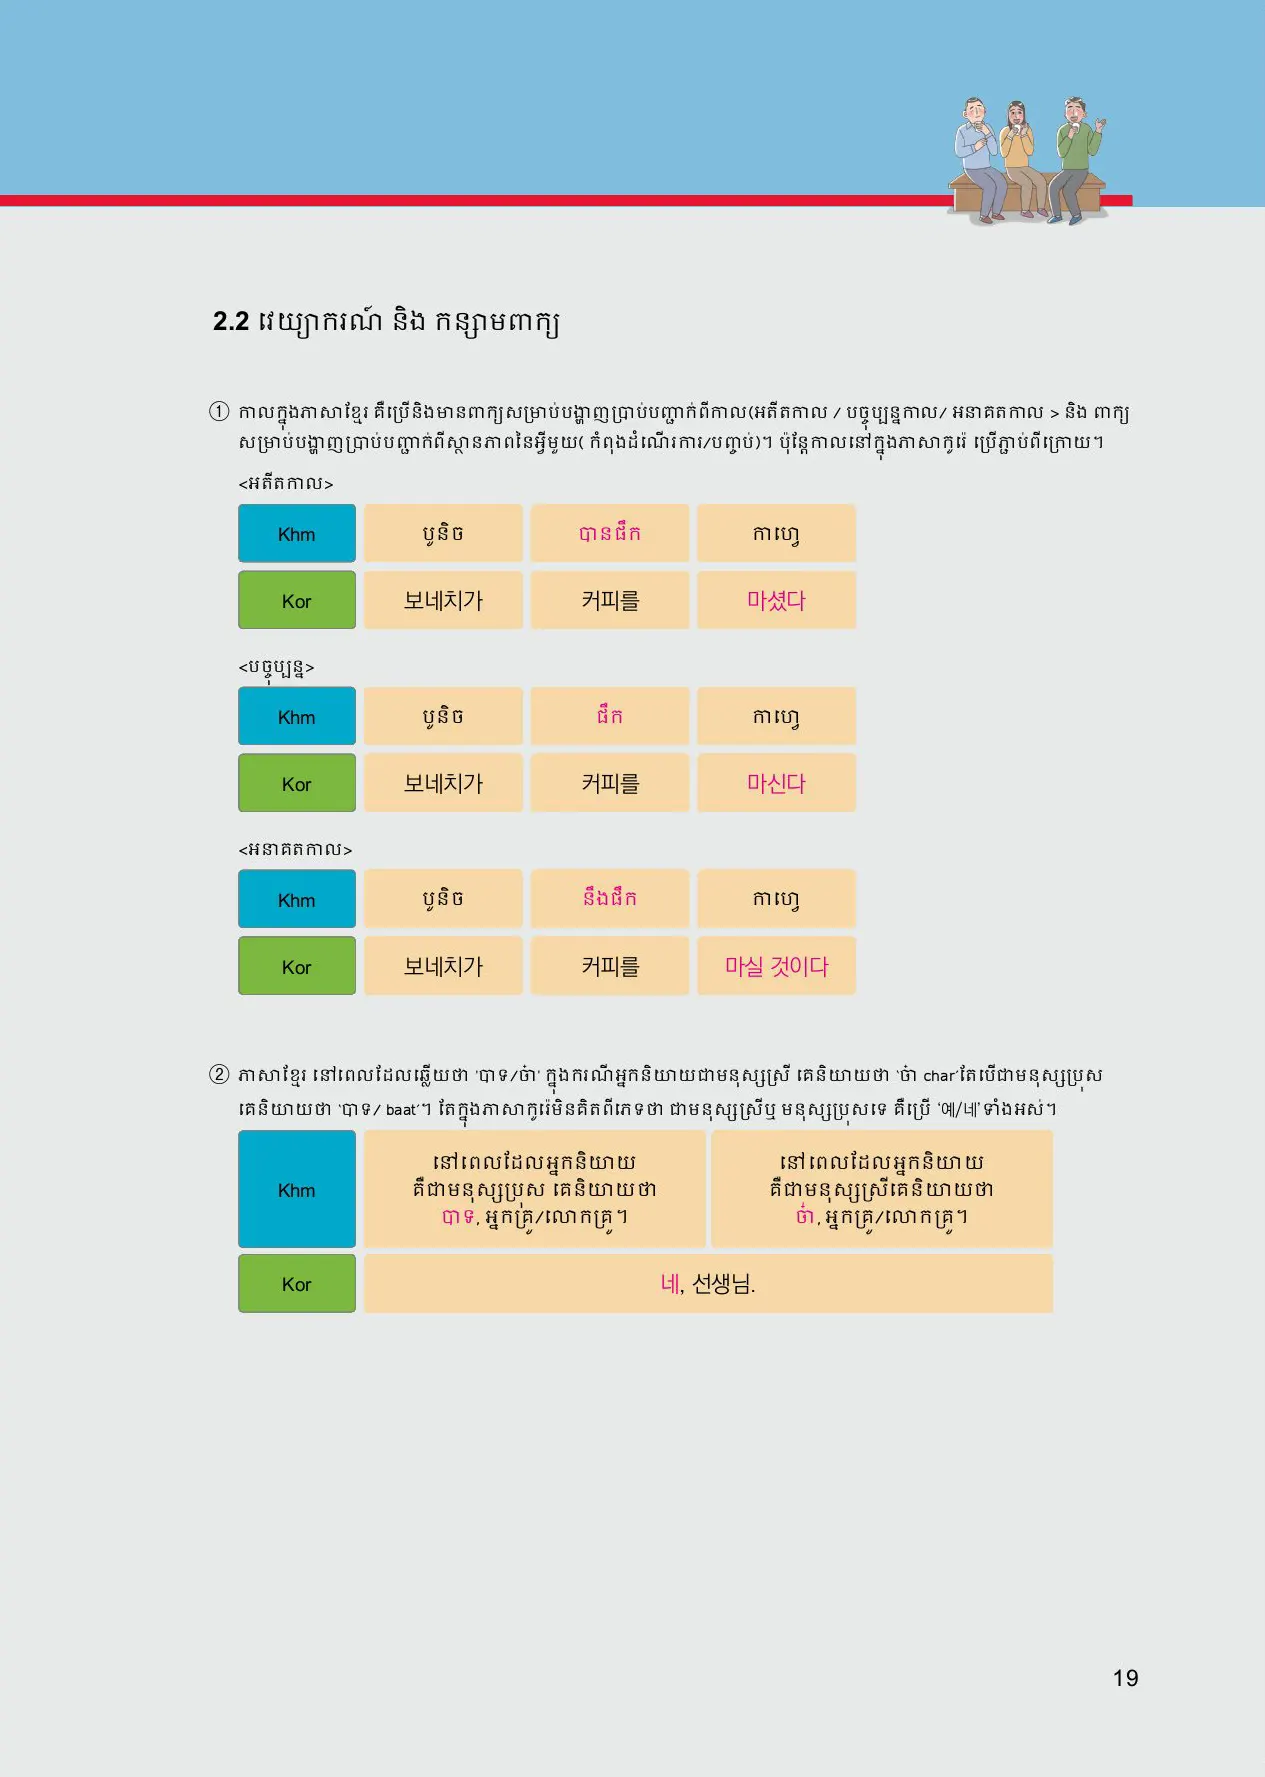 2.2 វេយ្យាករណ៍ និង កន្សោមពាក្យ
① កាលក្នុងភាសាខ្មែរ គឺប្រើនិងមានពាក្យសម្រាប់បង្ហាញប្រាប់បញ្ជាក់ពីកាល(អតីតកាល / បច្ចុប្បន្នកាល/ អនាគតកាល > និង ពាក្យ
សម្រាប់បង្ហាញប្រាប់បញ្ជាក់ពីស្ថានភាពនៃអ្វីមួយ( កំពុងដំណើរការ/បញ្ចប់)។ ប៉ុន្តែកាលនៅក្នុងភាសាកូរ៉េ ប្រើភ្ជាប់ពីក្រោយ។
<អតីតកាល>
Khm បូនិច បានផឹក កាហ្វេ
Kor 보네치가 커피를 마셨다
<បច្ចុប្បន្ន>
Khm បូនិច ផឹក កាហ្វេ
Kor 보네치가 커피를 마신다
<អនាគតកាល>
Khm បូនិច នឹងផឹក កាហ្វេ
Kor 보네치가 커피를 마실 것이다
② ភាសាខ្មែរ នៅពេលដែលឆ្លើយថា 'បាទ/ចា៎' ក្នុងករណីអ្នកនិយាយជាមនុស្សស្រី គេនិយាយថា 'ចា៎ char'តែបើជាមនុស្សប្រុស
គេនិយាយថា 'បាទ/ baat'។ តែក្នុងភាសាកូរ៉េមិនគិតពីភេទថា ជាមនុស្សស្រីឬ មនុស្សប្រុសទេ គឺប្រើ '예/네'ទាំងអស់។
Khm
នៅពេលដែលអ្នកនិយាយ
គឺជាមនុស្សប្រុស គេនិយាយថា
បាទ, អ្នកគ្រូ/លោកគ្រូ។
នៅពេលដែលអ្នកនិយាយ
គឺជាមនុស្សស្រីគេនិយាយថា
ចា៎, អ្នកគ្រូ/លោកគ្រូ។
Kor 네, 선생님.
19